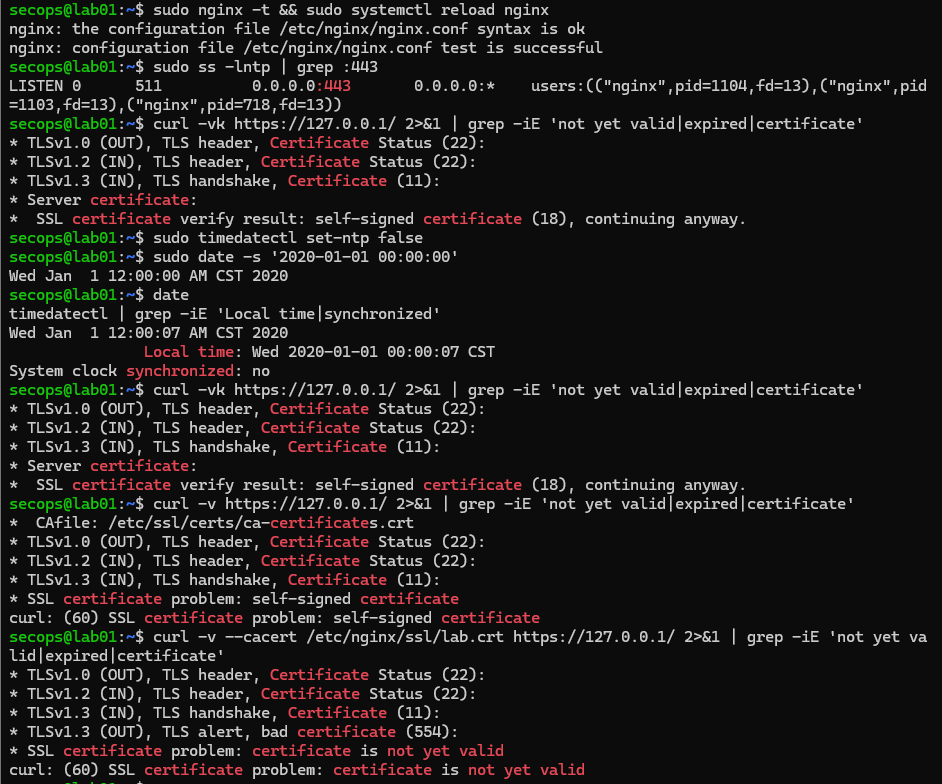 secops@lab01:~$ sudo nginx -t && sudo systemctl reload nginx
nginx: the configuration file /etc/nginx/nginx.conf syntax is ok
nginx: configuration file /etc/nginx/nginx.conf test is successful
secops@lab01:~$ sudo ss -lntp | grep :443
LISTEN 0      511          0.0.0.0:443       0.0.0.0:*    users:(("nginx",pid=1104,fd=13),("nginx",pid
=1103,fd=13),("nginx",pid=718,fd=13))
secops@lab01:~$ curl -vk https://127.0.0.1/ 2>&1 | grep -iE 'not yet valid|expired|certificate'
* TLSv1.0 (OUT), TLS header, Certificate Status (22):
* TLSv1.2 (IN), TLS header, Certificate Status (22):
* TLSv1.3 (IN), TLS handshake, Certificate (11):
* Server certificate:
*  SSL certificate verify result: self-signed certificate (18), continuing anyway.
secops@lab01:~$ sudo timedatectl set-ntp false
secops@lab01:~$ sudo date -s '2020-01-01 00:00:00'
Wed Jan  1 12:00:00 AM CST 2020
secops@lab01:~$ date
timedatectl | grep -iE 'Local time|synchronized'
Wed Jan  1 12:00:07 AM CST 2020
               Local time: Wed 2020-01-01 00:00:07 CST
System clock synchronized: no
secops@lab01:~$ curl -vk https://127.0.0.1/ 2>&1 | grep -iE 'not yet valid|expired|certificate'
* TLSv1.0 (OUT), TLS header, Certificate Status (22):
* TLSv1.2 (IN), TLS header, Certificate Status (22):
* TLSv1.3 (IN), TLS handshake, Certificate (11):
* Server certificate:
*  SSL certificate verify result: self-signed certificate (18), continuing anyway.
secops@lab01:~$ curl -v https://127.0.0.1/ 2>&1 | grep -iE 'not yet valid|expired|certificate'
*  CAfile: /etc/ssl/certs/ca-certificates.crt
* TLSv1.0 (OUT), TLS header, Certificate Status (22):
* TLSv1.2 (IN), TLS header, Certificate Status (22):
* TLSv1.3 (IN), TLS handshake, Certificate (11):
* SSL certificate problem: self-signed certificate
curl: (60) SSL certificate problem: self-signed certificate
secops@lab01:~$ curl -v --cacert /etc/nginx/ssl/lab.crt https://127.0.0.1/ 2>&1 | grep -iE 'not yet va
lid|expired|certificate'
* TLSv1.0 (OUT), TLS header, Certificate Status (22):
* TLSv1.2 (IN), TLS header, Certificate Status (22):
* TLSv1.3 (IN), TLS handshake, Certificate (11):
* TLSv1.3 (OUT), TLS alert, bad certificate (554):
* SSL certificate problem: certificate is not yet valid
curl: (60) SSL certificate problem: certificate is not yet valid